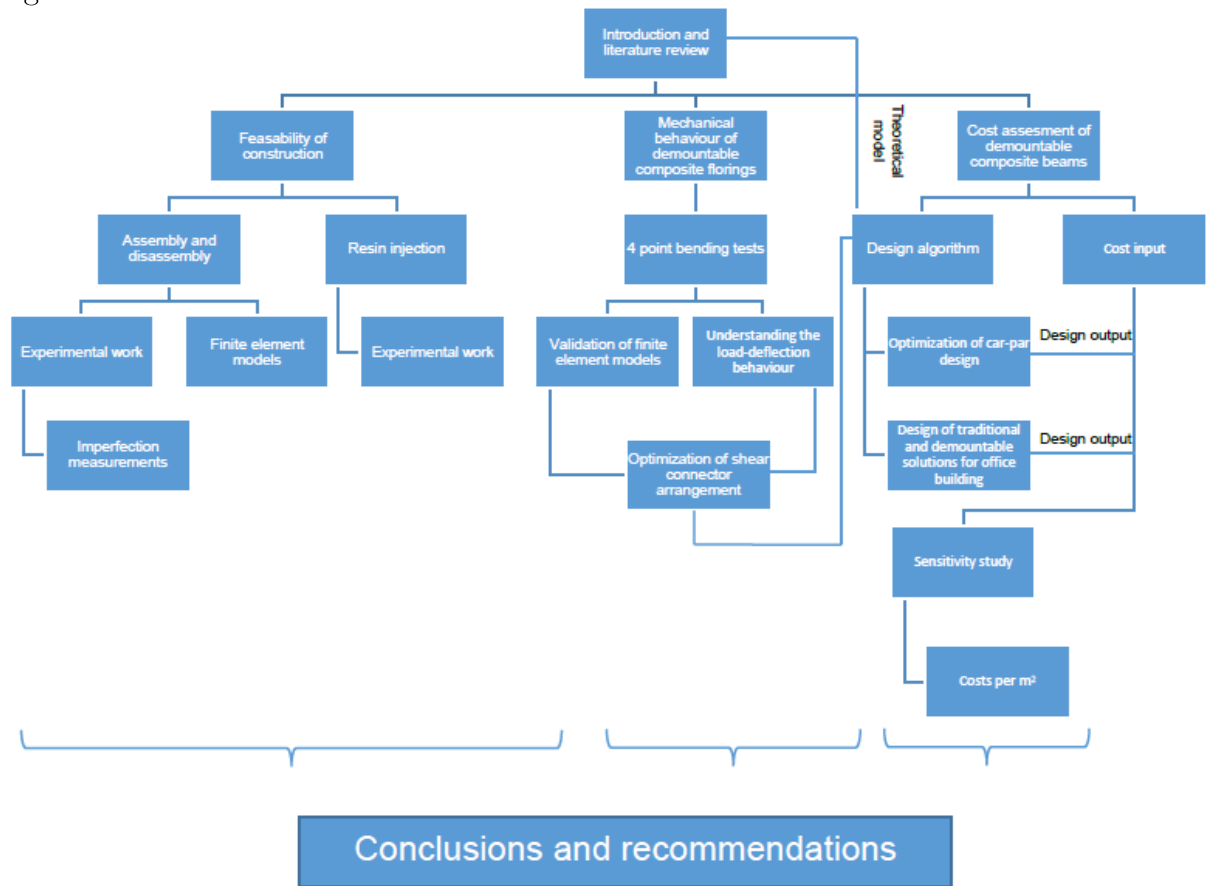 Introduction and
literature review
Feasability of
construction
Mechanical
behaviour of
demountable
composite florings
Theoretical
model
Cost assesment of
demountable
composite beams
Assembly and
disassembly
Resin injection
4 point bending tests
Design algorithm
Cost input
Experimental work
Finite element
models
Experimental work
Validation of finite
element models
Understanding the
load-deflection
behaviour
Optimization of car-par
design
Design output
Imperfection
measurements
Optimization of shear
connector
arrangement
Design of traditional
and demountable
solutions for office
building
Design output
Sensitivity study
Costs per m²
Conclusions and recommendations